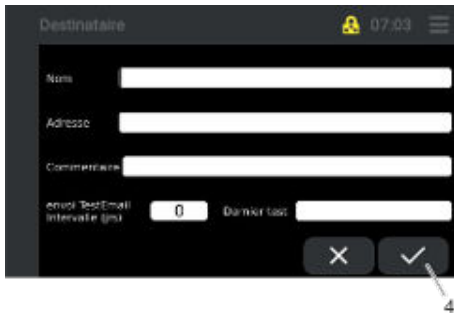 Destinataire 07:03
Nom
Adresse
Commentaire
envoi TestEmail
Intervalle (jrs) 0 Dernier test
4